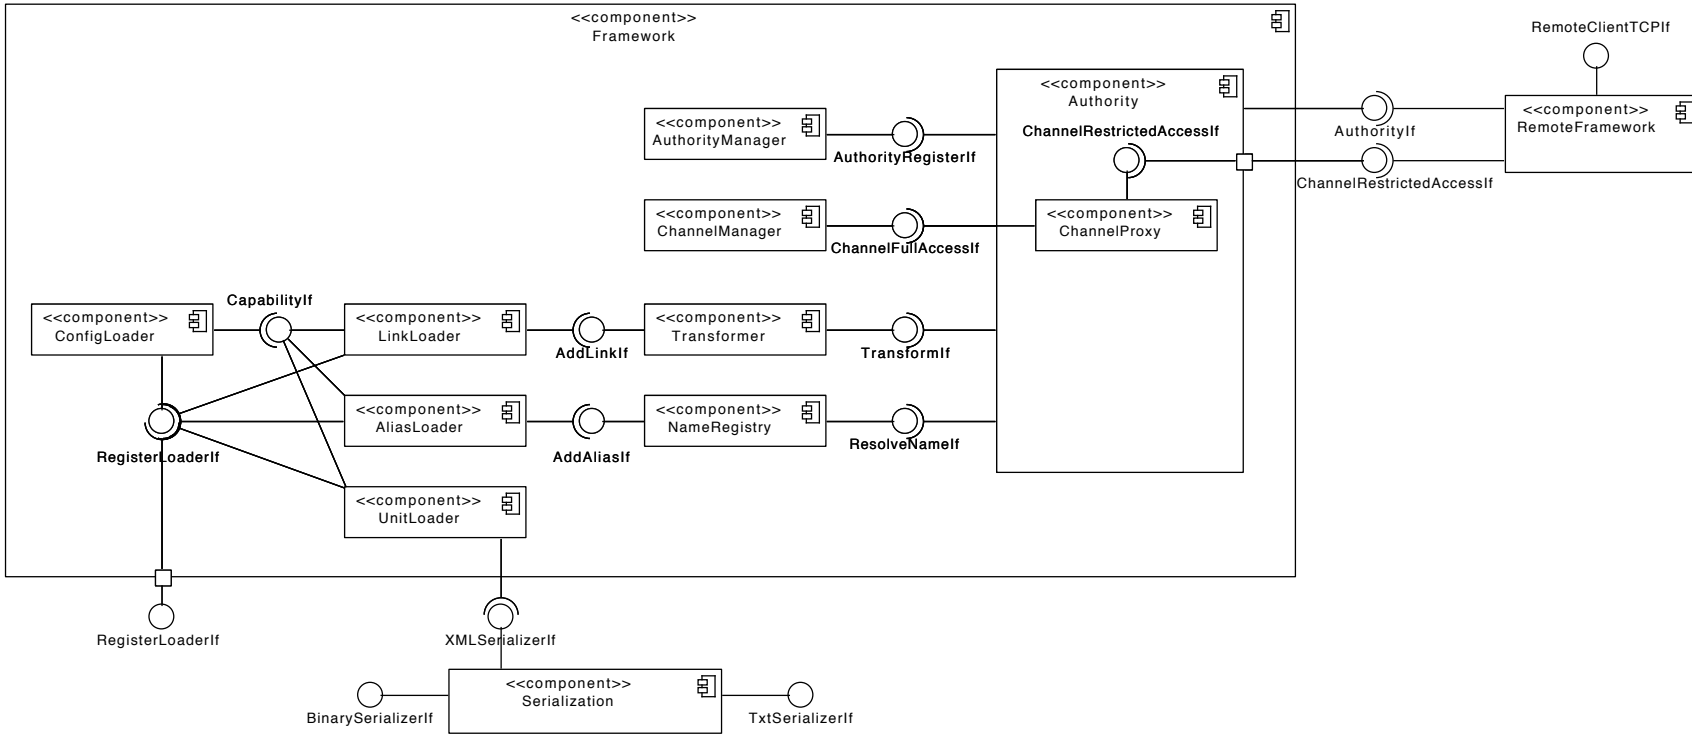 <<component>>
Framework
RemoteClientTCPIf
<<component>>
Authority
<<component>>
AuthorityManager
AuthorityRegisterIf
ChannelRestrictedAccessIf
AuthorityIf
<<component>>
RemoteFramework
ChannelRestrictedAccessIf
<<component>>
ChannelManager
ChannelFullAccessIf
<<component>>
ChannelProxy
CapabilityIf
<<component>>
ConfigLoader
<<component>>
LinkLoader
AddLinkIf
<<component>>
Transformer
TransformIf
<<component>>
AliasLoader
AddAliasIf
<<component>>
NameRegistry
ResolveNameIf
RegisterLoaderIf
<<component>>
UnitLoader
RegisterLoaderIf
XMLSerializerIf
<<component>>
Serialization
BinarySerializerIf
TxtSerializerIf